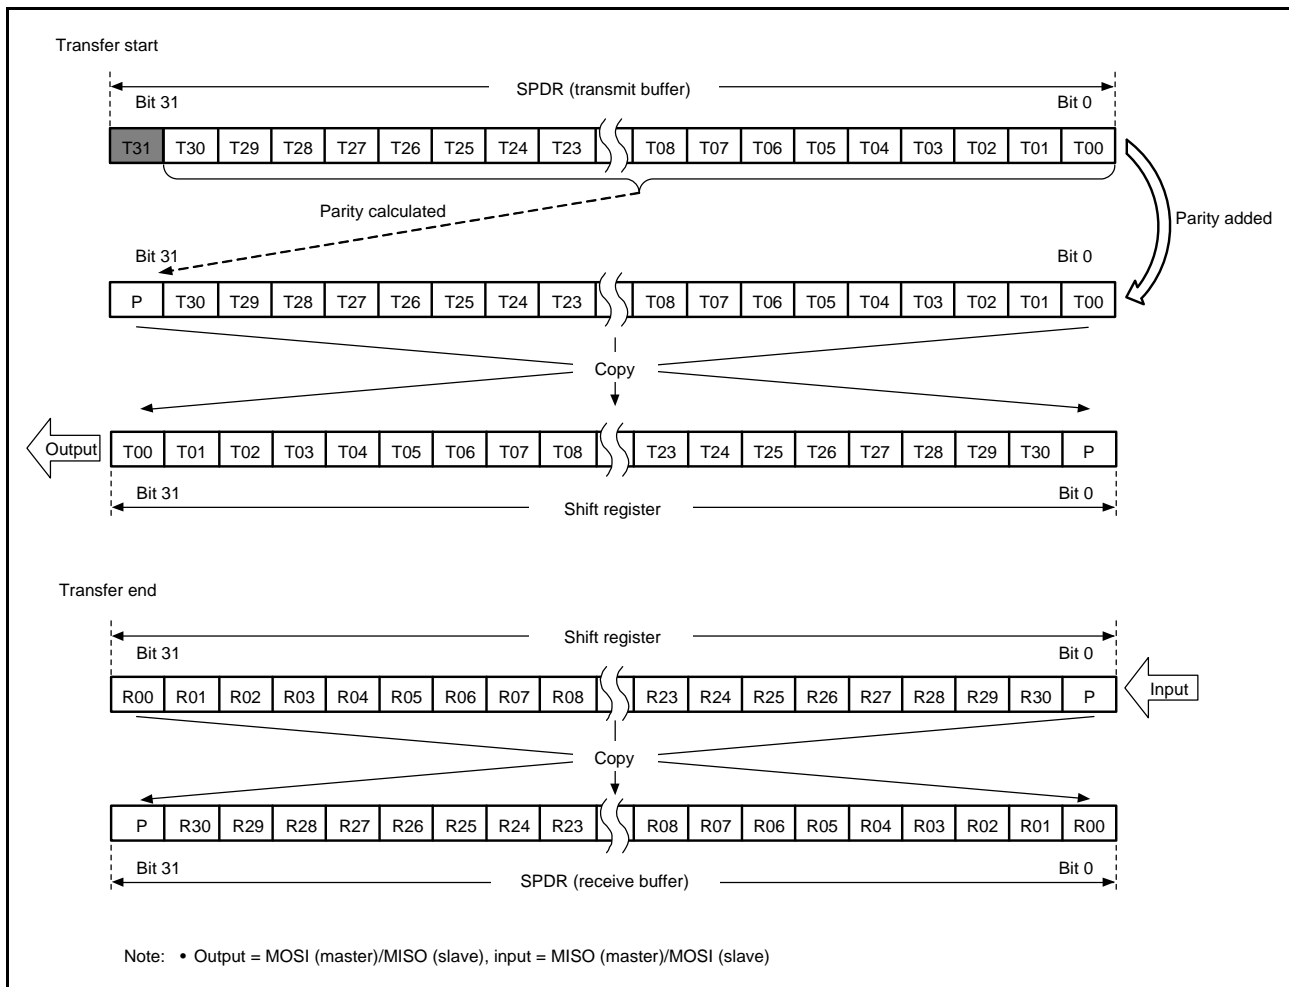 Transfer start
SPDR (transmit buffer)
Bit 31 Bit 0
T31 T30 T29 T28 T27 T26 T25 T24 T23 T08 T07 T06 T05 T04 T03 T02 T01 T00
Parity calculated
Parity added
Bit 31 Bit 0
P T30 T29 T28 T27 T26 T25 T24 T23 T08 T07 T06 T05 T04 T03 T02 T01 T00
Copy
Output T00 T01 T02 T03 T04 T05 T06 T07 T08 T23 T24 T25 T26 T27 T28 T29 T30 P
Bit 31 Bit 0
Shift register
Transfer end
Shift register
Bit 31 Bit 0
R00 R01 R02 R03 R04 R05 R06 R07 R08 R23 R24 R25 R26 R27 R28 R29 R30 P Input
Copy
P R30 R29 R28 R27 R26 R25 R24 R23 R08 R07 R06 R05 R04 R03 R02 R01 R00
Bit 31 Bit 0
SPDR (receive buffer)
Note: • Output = MOSI (master)/MISO (slave), input = MISO (master)/MOSI (slave)